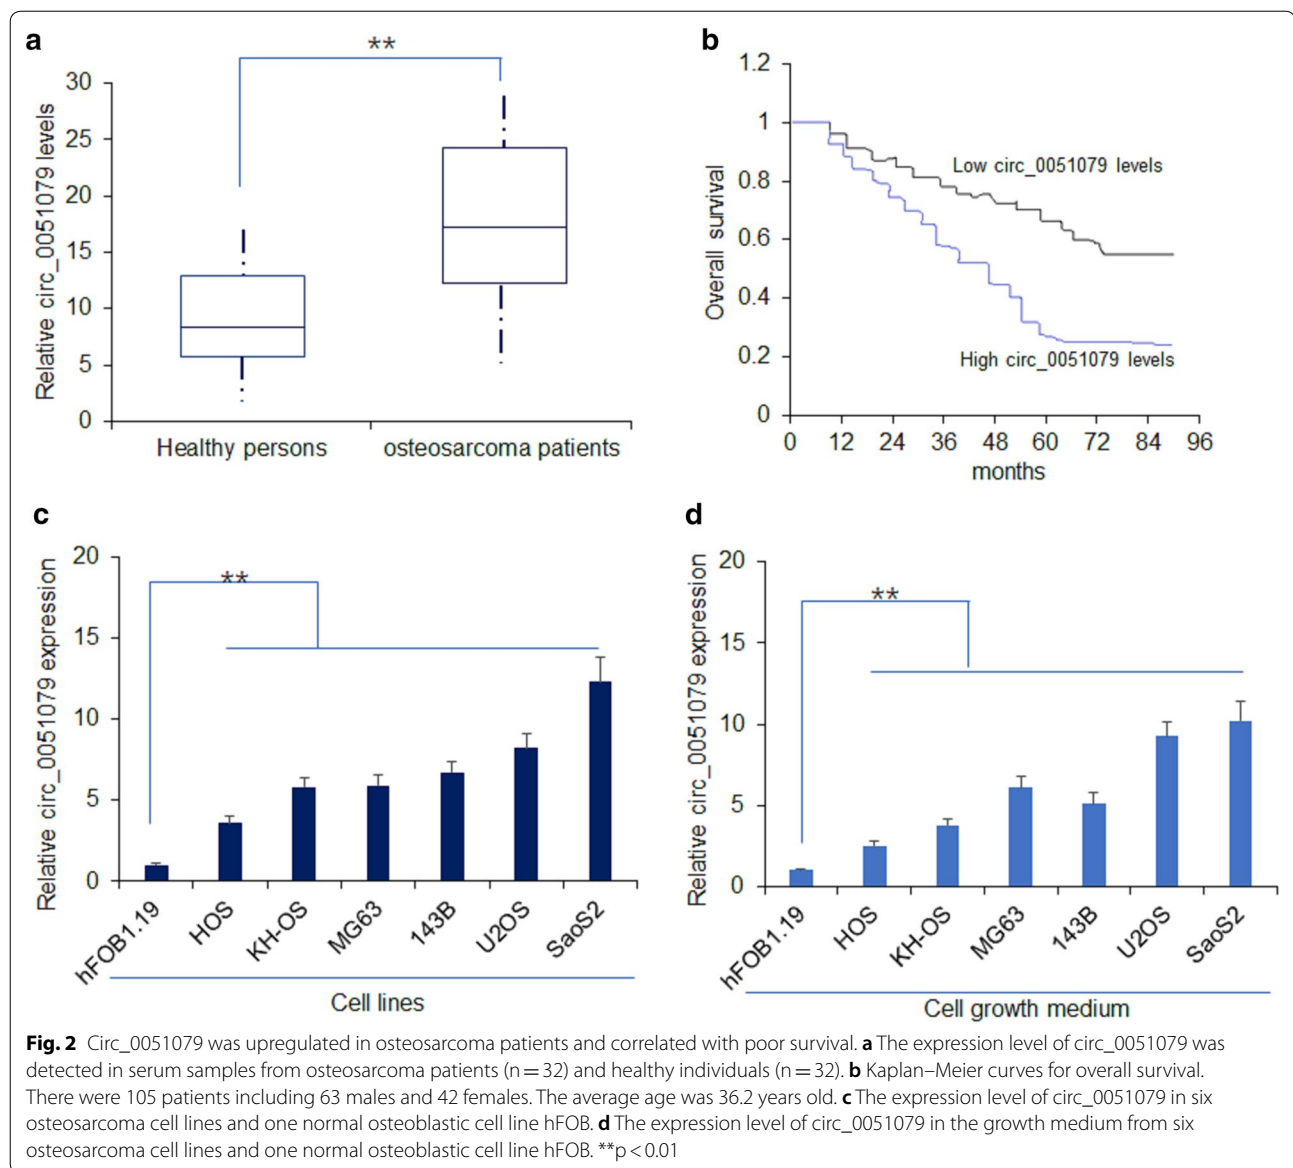 a
**
30
25
20
15
10
5
0
Relative circ_0051079 levels
Healthy persons
osteosarcoma patients
b
1.2
1
0.8
0.6
0.4
0.2
0
Overall survival
Low circ_0051079 levels
High circ_0051079 levels
0 12 24 36 48 60 72 84 96
months
c
20
15
10
5
0
Relative circ_0051079 expression
**
hFOB1.19
HOS
KH-OS
MG63
143B
U2OS
SaoS2
Cell lines
d
20
15
10
5
0
Relative circ_0051079 expression
**
hFOB1.19
HOS
KH-OS
MG63
143B
U2OS
SaoS2
Cell growth medium
Fig. 2 Circ_0051079 was upregulated in osteosarcoma patients and correlated with poor survival. a The expression level of circ_0051079 was
detected in serum samples from osteosarcoma patients (n = 32) and healthy individuals (n = 32). b Kaplan–Meier curves for overall survival.
There were 105 patients including 63 males and 42 females. The average age was 36.2 years old. c The expression level of circ_0051079 in six
osteosarcoma cell lines and one normal osteoblastic cell line hFOB. d The expression level of circ_0051079 in the growth medium from six
osteosarcoma cell lines and one normal osteoblastic cell line hFOB. **p < 0.01